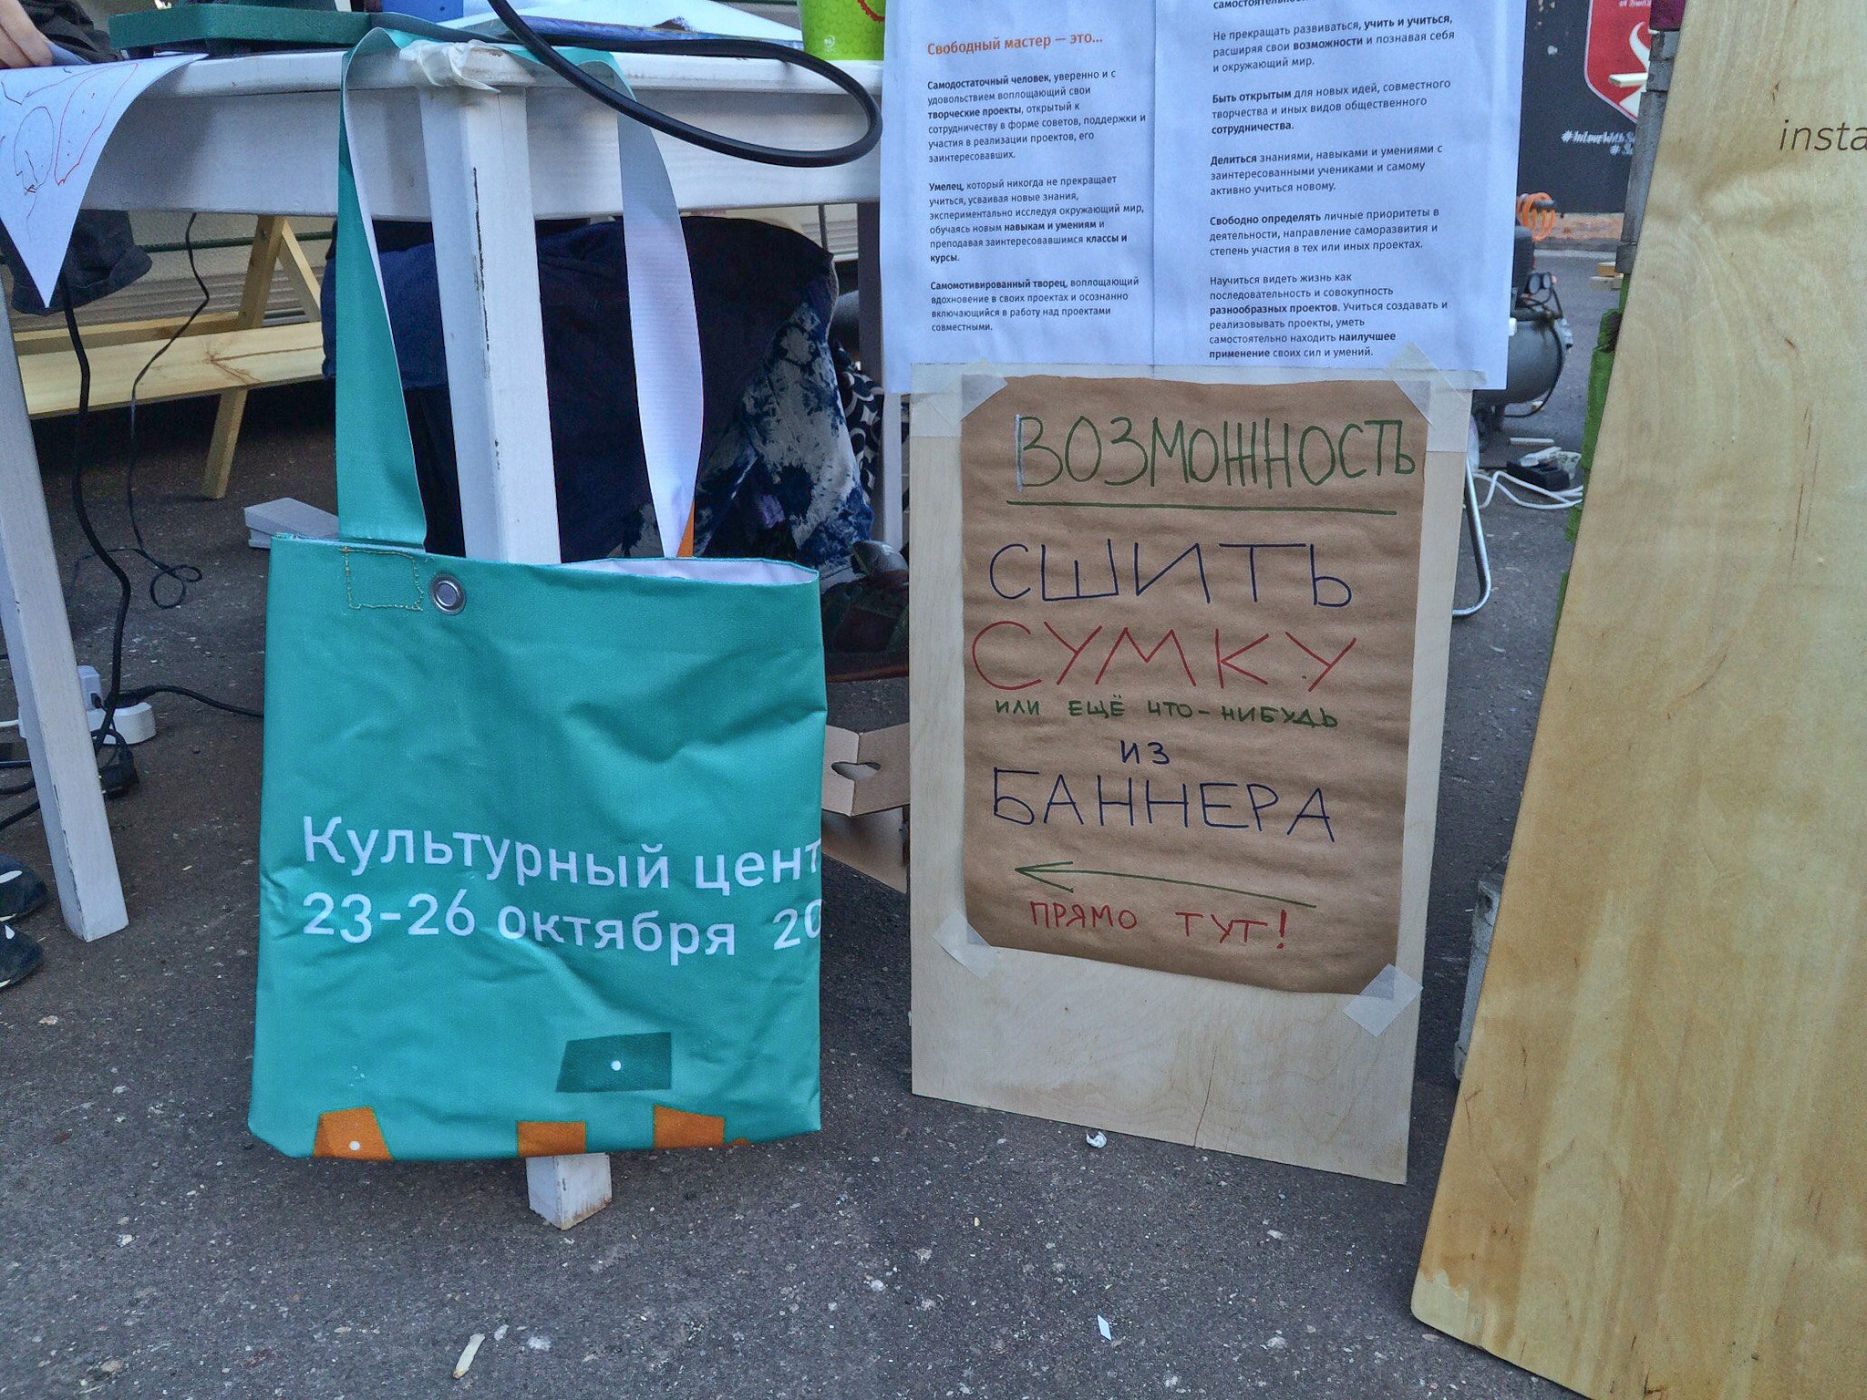 Свободный мастер — это...
Самодостаточный человек, уверенно и с
удовольствием воплощающий свои
творческие проекты, открытый к
сотрудничеству в форме советов, поддержки и
участия в реализации проектов, его
заинтересовавших.
Умелец, который никогда не прекращает
учиться, усваивая новые знания,
экспериментально исследуя окружающий мир,
обучаясь новым навыкам и умениям и
преподавая заинтересовавшимся классы и
курсы.
Самомотивированный творец, воплощающий
вдохновение в своих проектах и осознанно
включающийся в работу над проектами
совместными.
Не прекращать развиваться, учить и учиться,
расширяя свои возможности и познавая себя
и окружающий мир.
Быть открытым для новых идей, совместного
творчества и иных видов общественного
сотрудничества.
Делиться знаниями, навыками и умениями с
заинтересованными учениками и самому
активно учиться новому.
Свободно определять личные приоритеты в
деятельности, направление саморазвития и
степень участия в тех или иных проектах.
Научиться видеть жизнь как
последовательность и совокупность
разнообразных проектов. Учиться создавать и
реализовывать проекты, уметь
самостоятельно находить наилучшее
применение своих сил и умений.
insta
ВОЗМОЖНОСТЬ
СШИТЬ
СУМКУ
ИЛИ ЕЩЁ ЧТО-НИБУДЬ
ИЗ
БАННЕРА
ПРЯМО ТУТ!
Культурный цент
23-26 октября 20